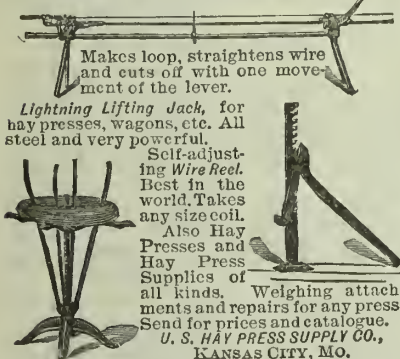 Makes loop, straightens wire
and cuts off with one move-
ment of the lever.
Lightning Lifting Jack, for
hay presses, wagons, etc. All
steel and very powerful.
Self-adjust-
ing Wire Reel.
Best in the
world. Takes
any size coil.
Also Hay
Presses and
Hay Press
Supplies of
all kinds. Weighing attach
ments and repairs for any press
Send for prices and catalogue.
U. S. HAY PRESS SUPPLY CO.,
KANSAS CITY, MO.